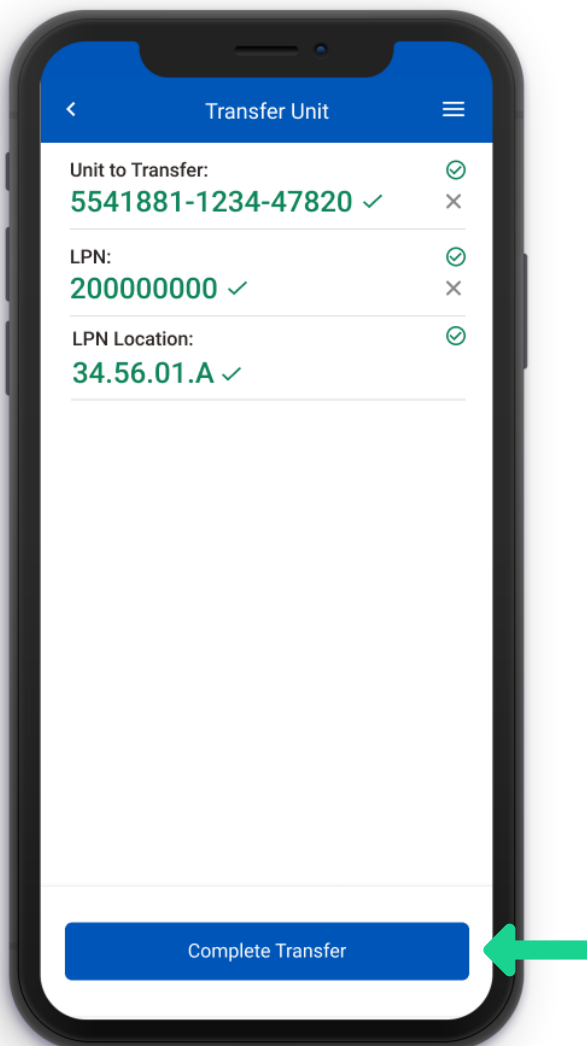 Transfer Unit
Unit to Transfer:
5541881-1234-47820
LPN:
200000000
LPN Location:
34.56.01.A
Complete Transfer